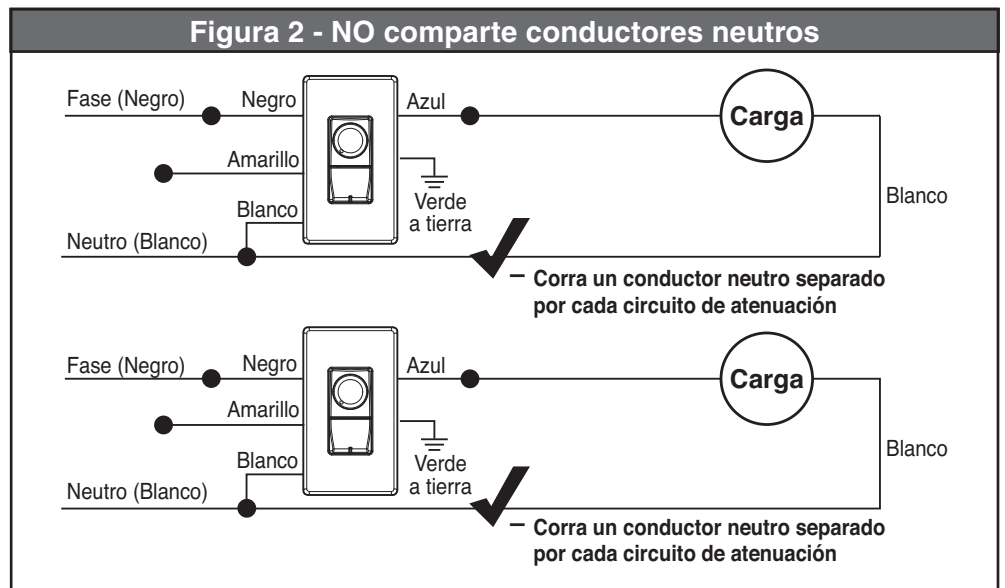 Figura 2 - NO comparte conductores neutros
Fase (Negro)
Negro
Azul
Carga
Amarillo
Verde
a tierra
Blanco
Blanco
Neutro (Blanco)
– Corra un conductor neutro separado
por cada circuito de atenuación
Fase (Negro)
Negro
Azul
Carga
Amarillo
Verde
a tierra
Blanco
Blanco
Neutro (Blanco)
– Corra un conductor neutro separado
por cada circuito de atenuación